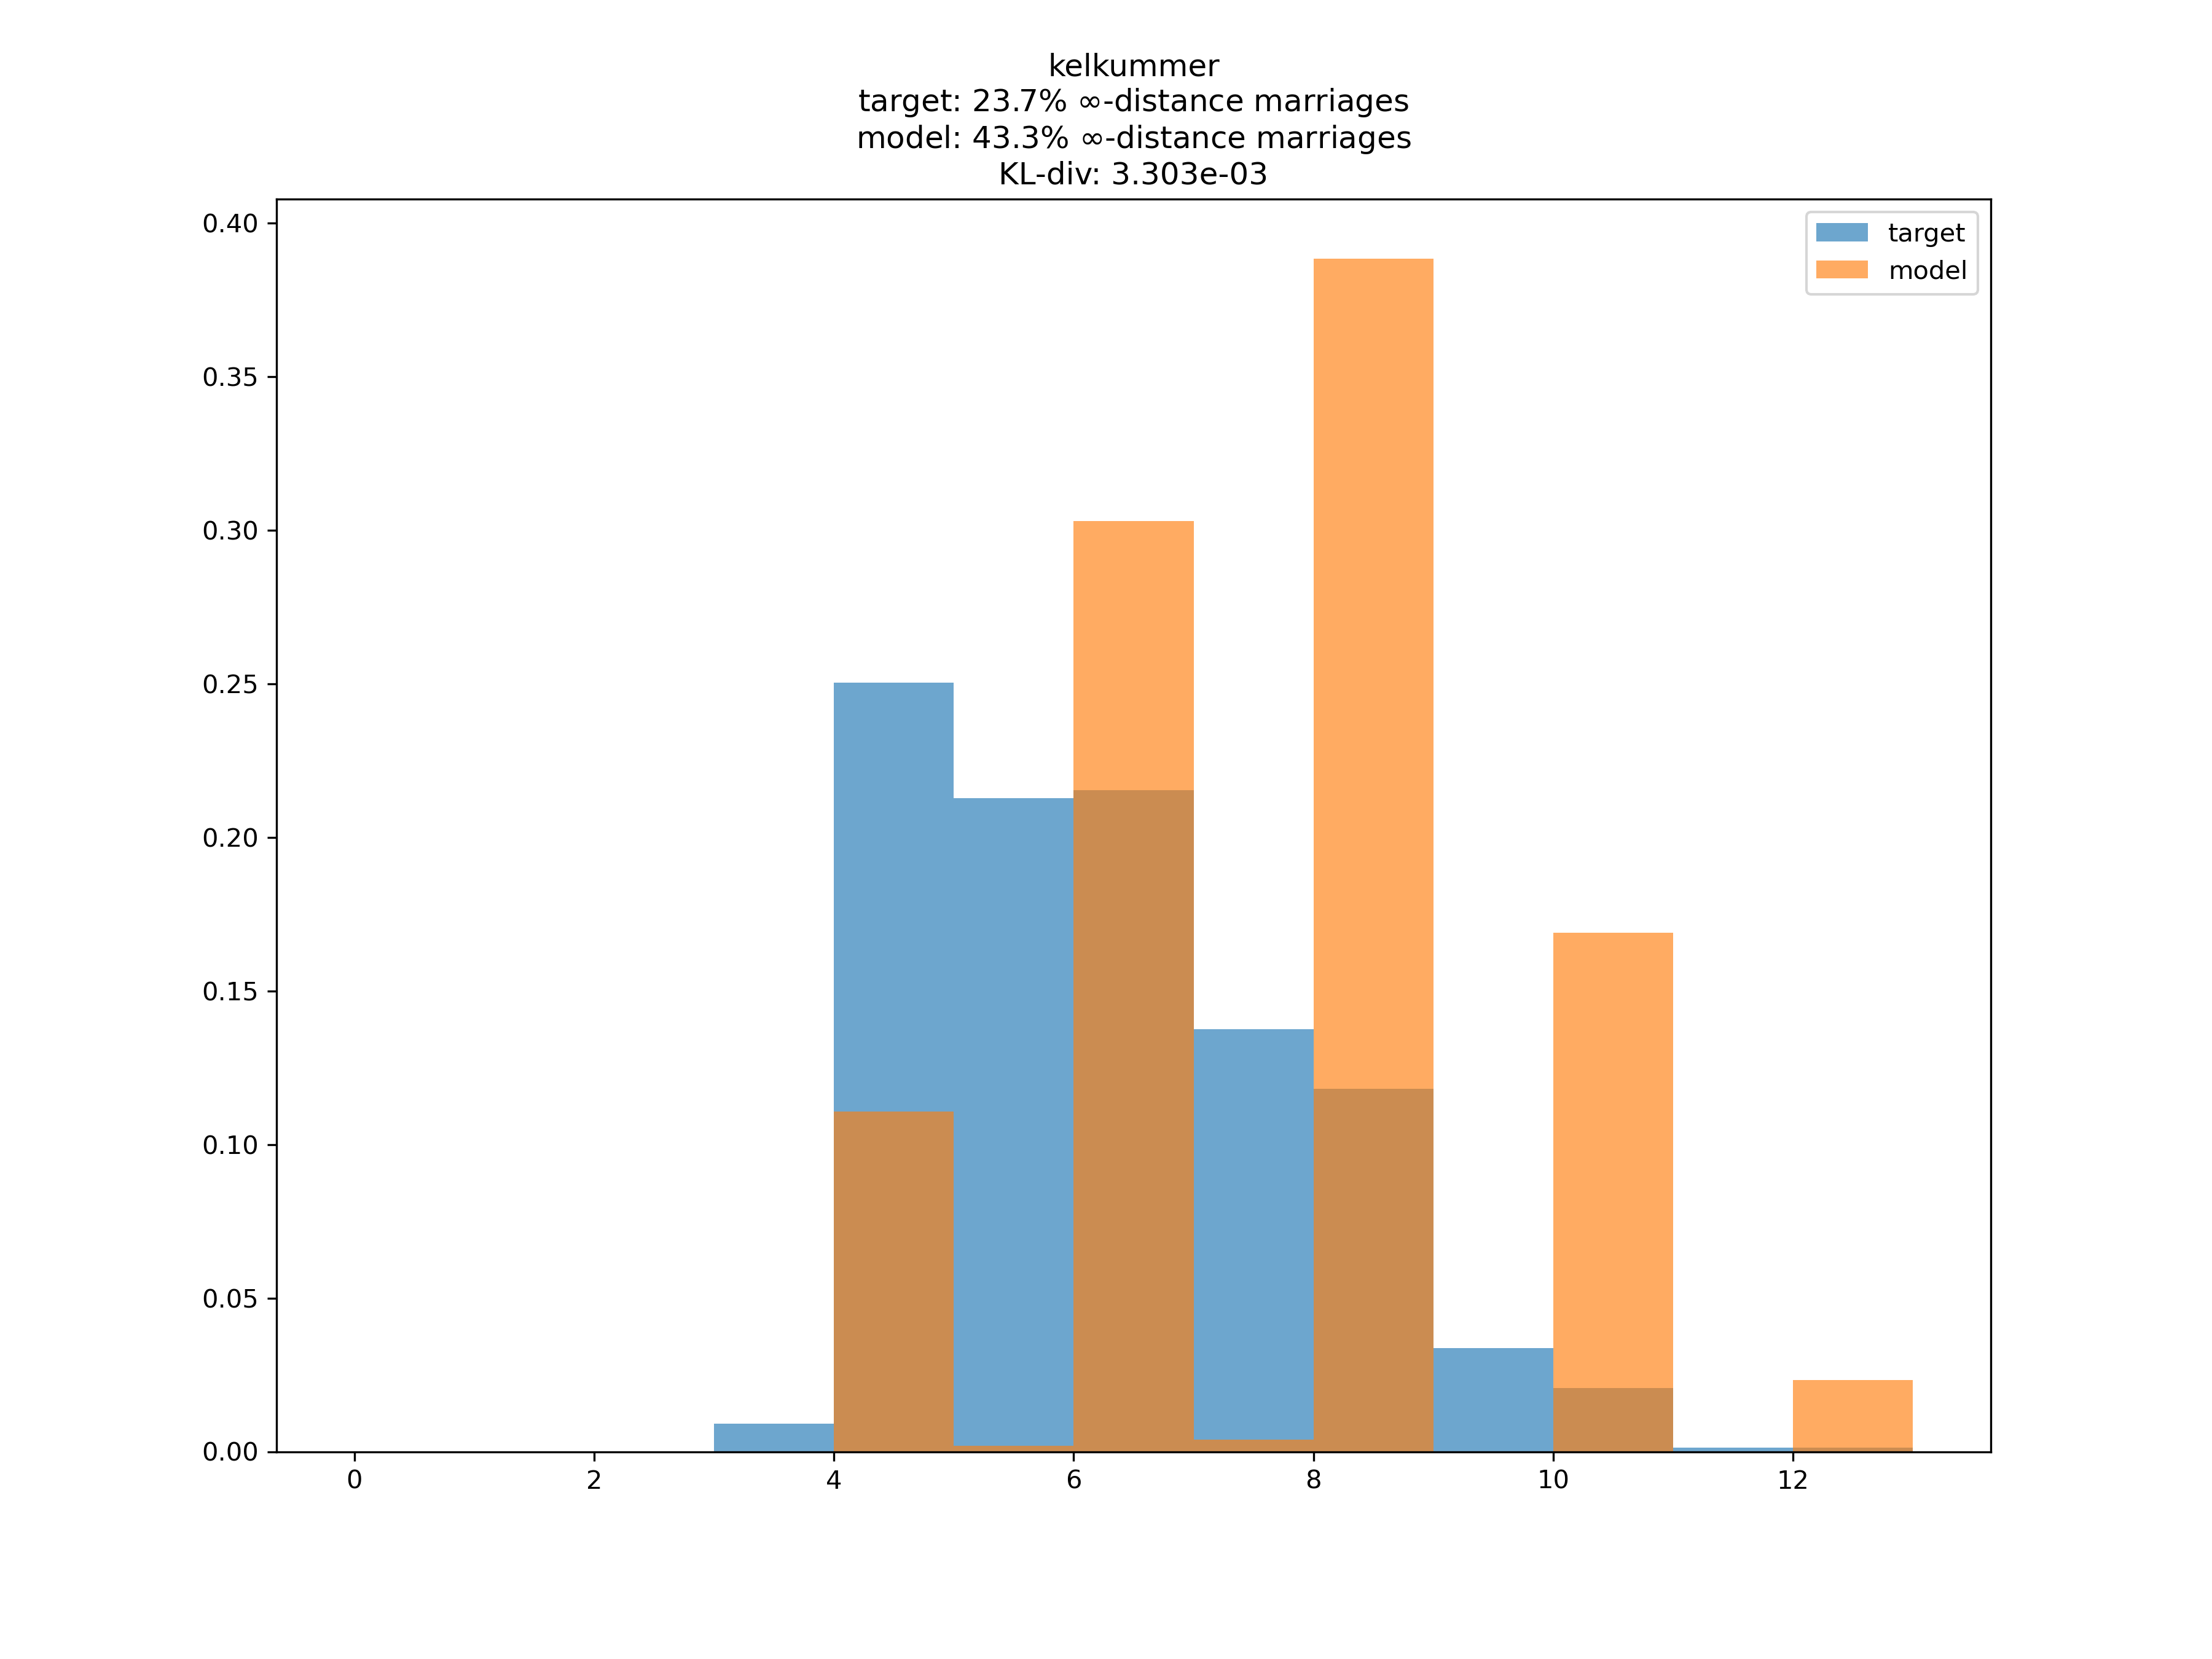 kelkummer
target: 23.7% ∞-distance marriages
model: 43.3% ∞-distance marriages
KL-div: 3.303e-03
target
model
0.40
0.35
0.30
0.25
0.20
0.15
0.10
0.05
0.00
0 2 4 6 8 10 12